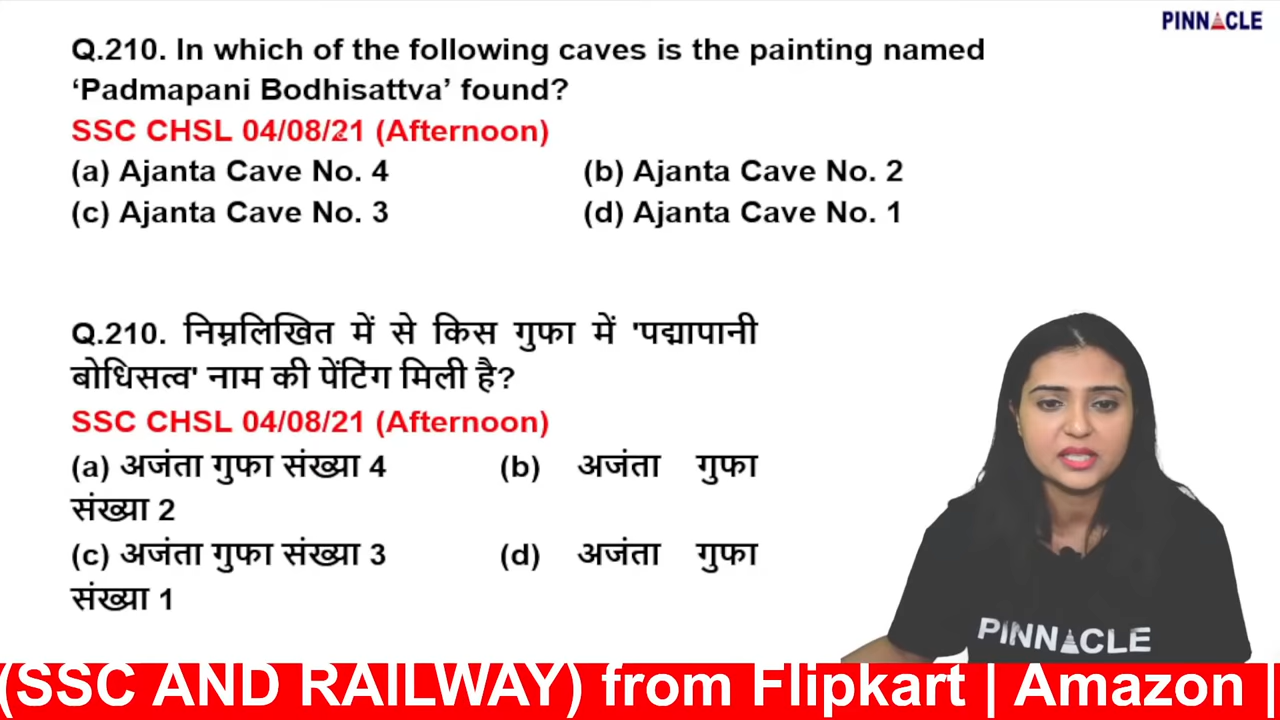 PINNACLE
Q.210. In which of the following caves is the painting named
‘Padmapani Bodhisattva’ found?
SSC CHSL 04/08/21 (Afternoon)
(a) Ajanta Cave No. 4 (b) Ajanta Cave No. 2
(c) Ajanta Cave No. 3 (d) Ajanta Cave No. 1
Q.210. निम्नलिखित में से किस गुफा में 'पद्मापानी
बोधिसत्व' नाम की पेंटिंग मिली है?
SSC CHSL 04/08/21 (Afternoon)
(a) अजंता गुफा संख्या 4 (b) अजंता गुफा
संख्या 2
(c) अजंता गुफा संख्या 3 (d) अजंता गुफा
संख्या 1
PINNACLE
(SSC AND RAILWAY) from Flipkart | Amazon |